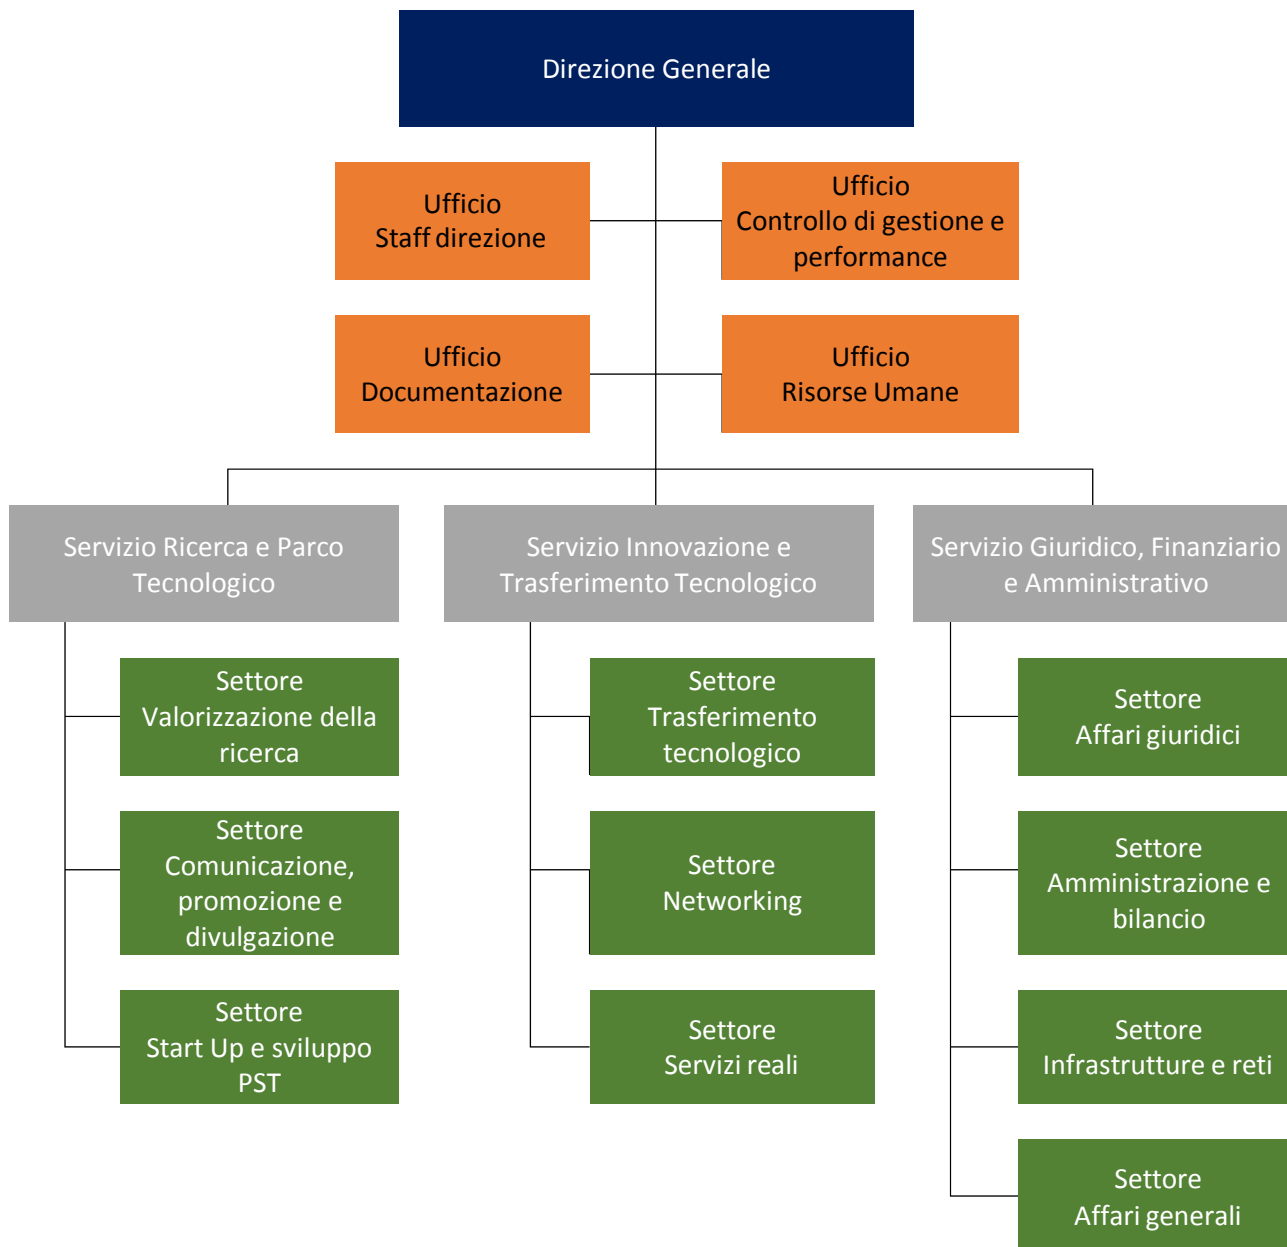 Direzione Generale
Ufficio
Staff direzione
Ufficio
Controllo di gestione e
performance
Ufficio
Documentazione
Ufficio
Risorse Umane
Servizio Ricerca e Parco
Tecnologico
Servizio Innovazione e
Trasferimento Tecnologico
Servizio Giuridico, Finanziario
e Amministrativo
Settore
Valorizzazione della
ricerca
Settore
Comunicazione,
promozione e
divulgazione
Settore
Start Up e sviluppo
PST
Settore
Trasferimento
tecnologico
Settore
Networking
Settore
Servizi reali
Settore
Affari giuridici
Settore
Amministrazione e
bilancio
Settore
Infrastrutture e reti
Settore
Affari generali